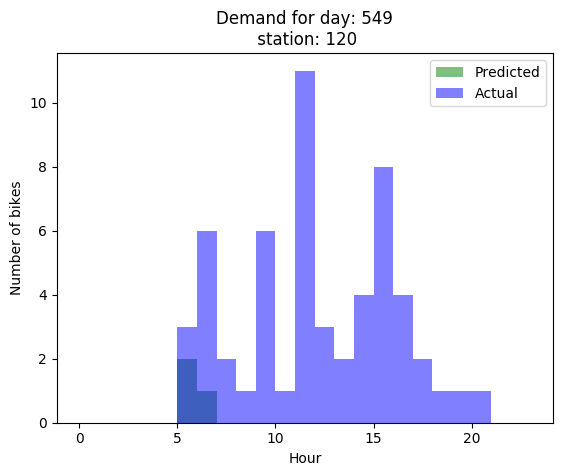 Demand for day: 549
station: 120
Predicted
Actual
Number of bikes
10
8
6
4
2
0
0 5 10 15 20
Hour